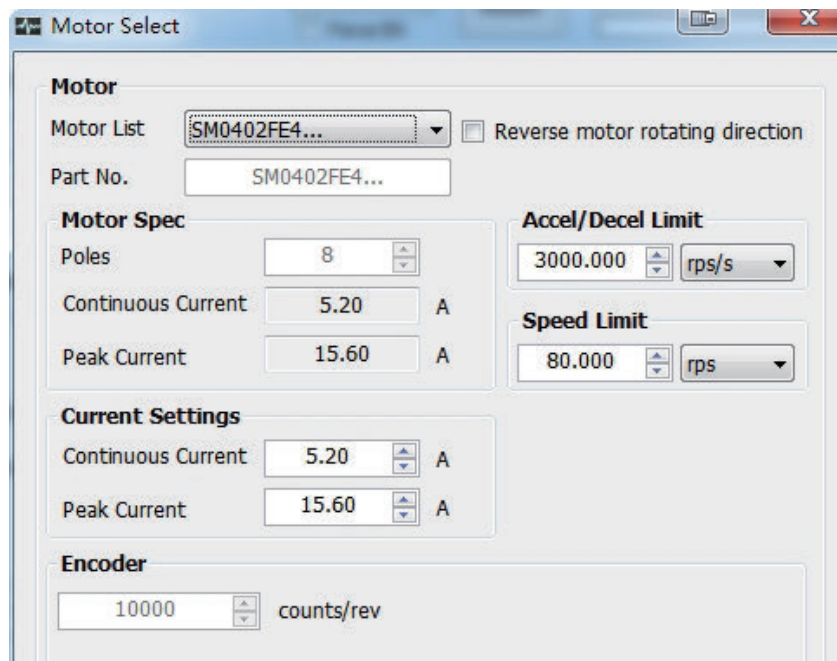 Motor Select
Motor
Motor List SM0402FE4... Reverse motor rotating direction
Part No. SM0402FE4...
Motor Spec
Poles 8
Continuous Current 5.20 A
Peak Current 15.60 A
Accel/Decel Limit
3000.000 rps/s
Speed Limit
80.000 rps
Current Settings
Continuous Current 5.20 A
Peak Current 15.60 A
Encoder
10000 counts/rev